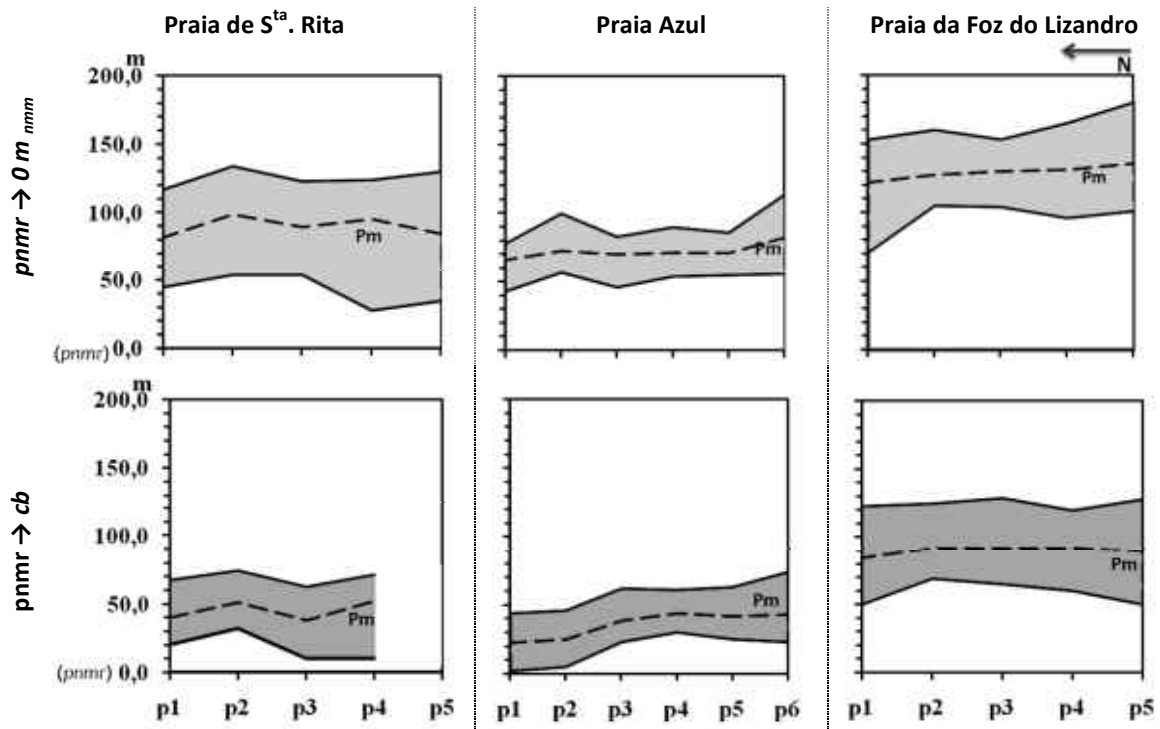 Praia de Sᵗᵃ. Rita Praia Azul Praia da Foz do Lizandro
m
N
200,0
150,0
100,0
50,0
(pnmr) 0,0
pnmr → 0 m nmm
Pm
Pm
Pm
m
200,0
150,0
100,0
50,0
(pnmr) 0,0
pnmr → cb
Pm
Pm
Pm
p1 p2 p3 p4 p5 p1 p2 p3 p4 p5 p6 p1 p2 p3 p4 p5